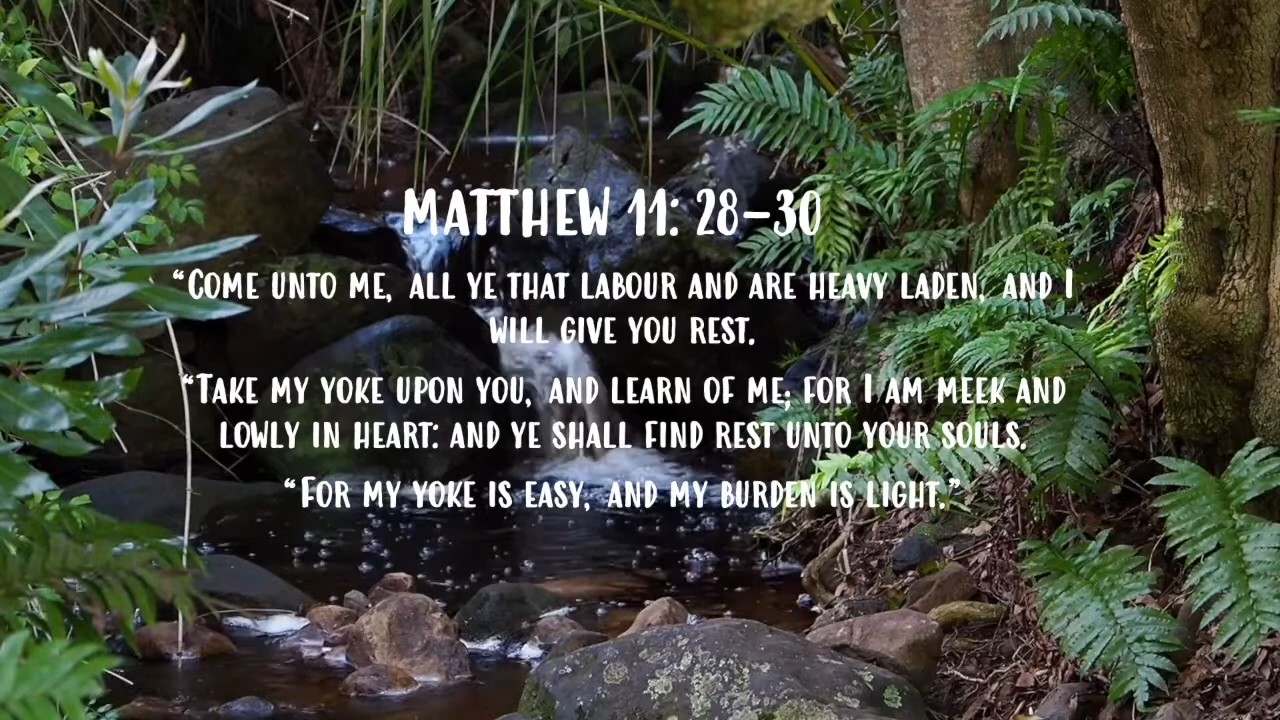 MATTHEW 11: 28–30
“COME UNTO ME, ALL YE THAT LABOUR AND ARE HEAVY LADEN, AND I
WILL GIVE YOU REST.
“TAKE MY YOKE UPON YOU, AND LEARN OF ME; FOR I AM MEEK AND
LOWLY IN HEART: AND YE SHALL FIND REST UNTO YOUR SOULS.
“FOR MY YOKE IS EASY, AND MY BURDEN IS LIGHT.”